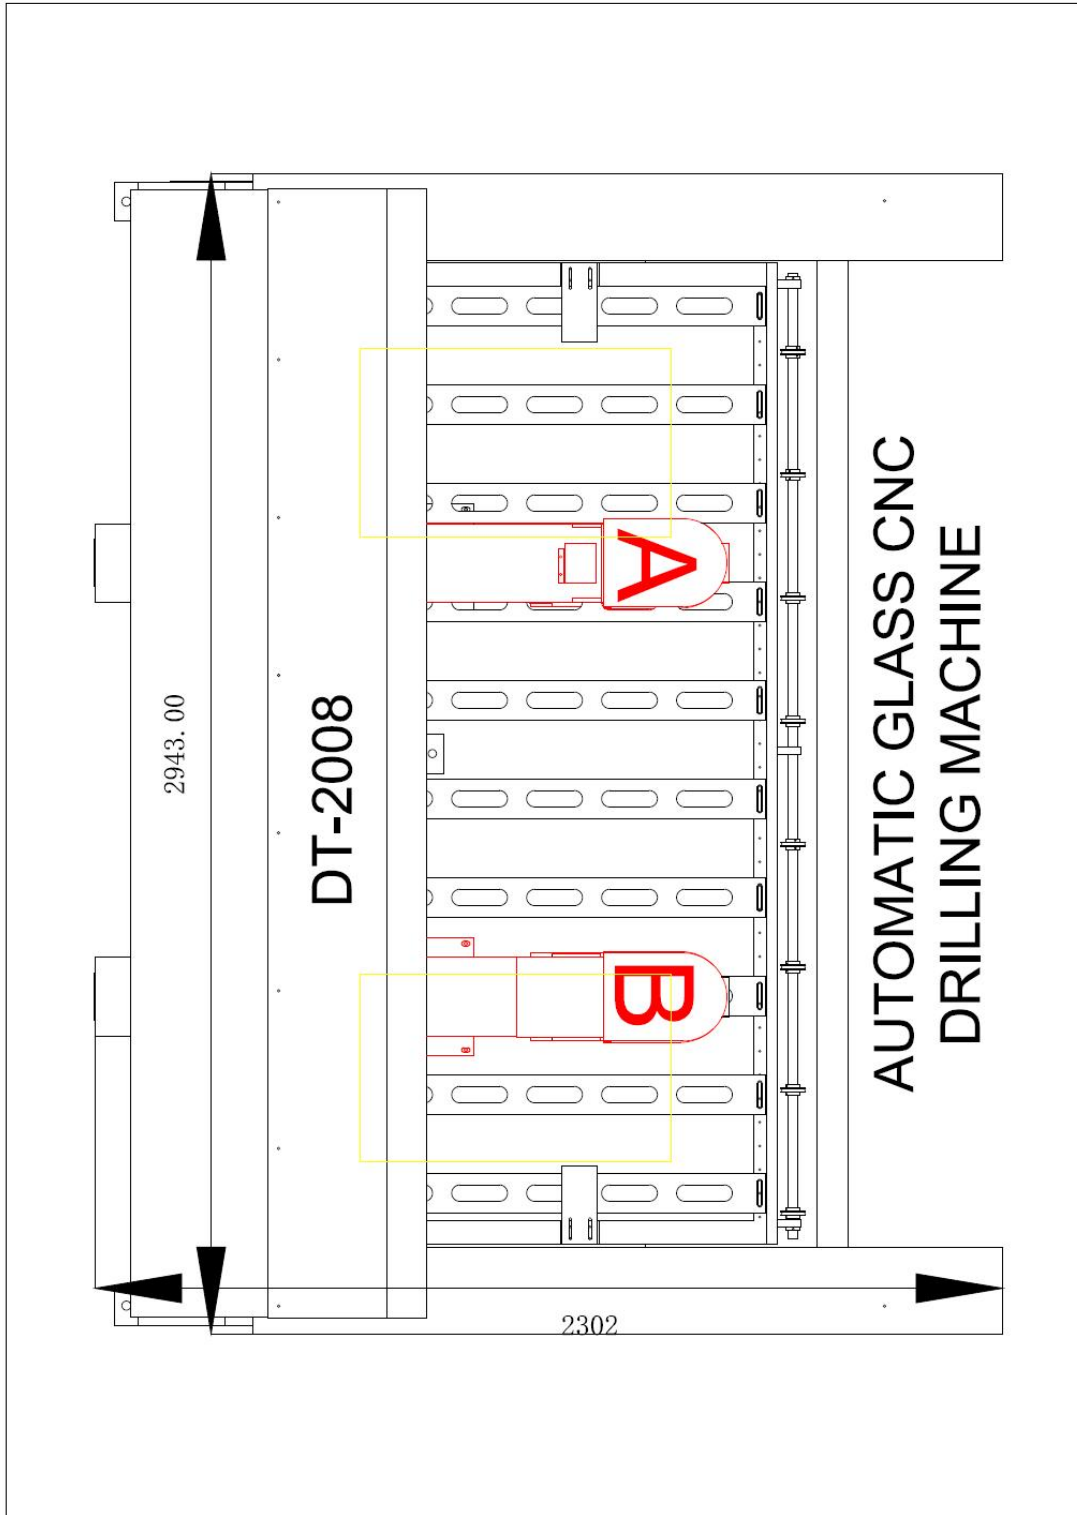 2943.00
DT-2008
A
B
2302
AUTOMATIC GLASS CNC
DRILLING MACHINE